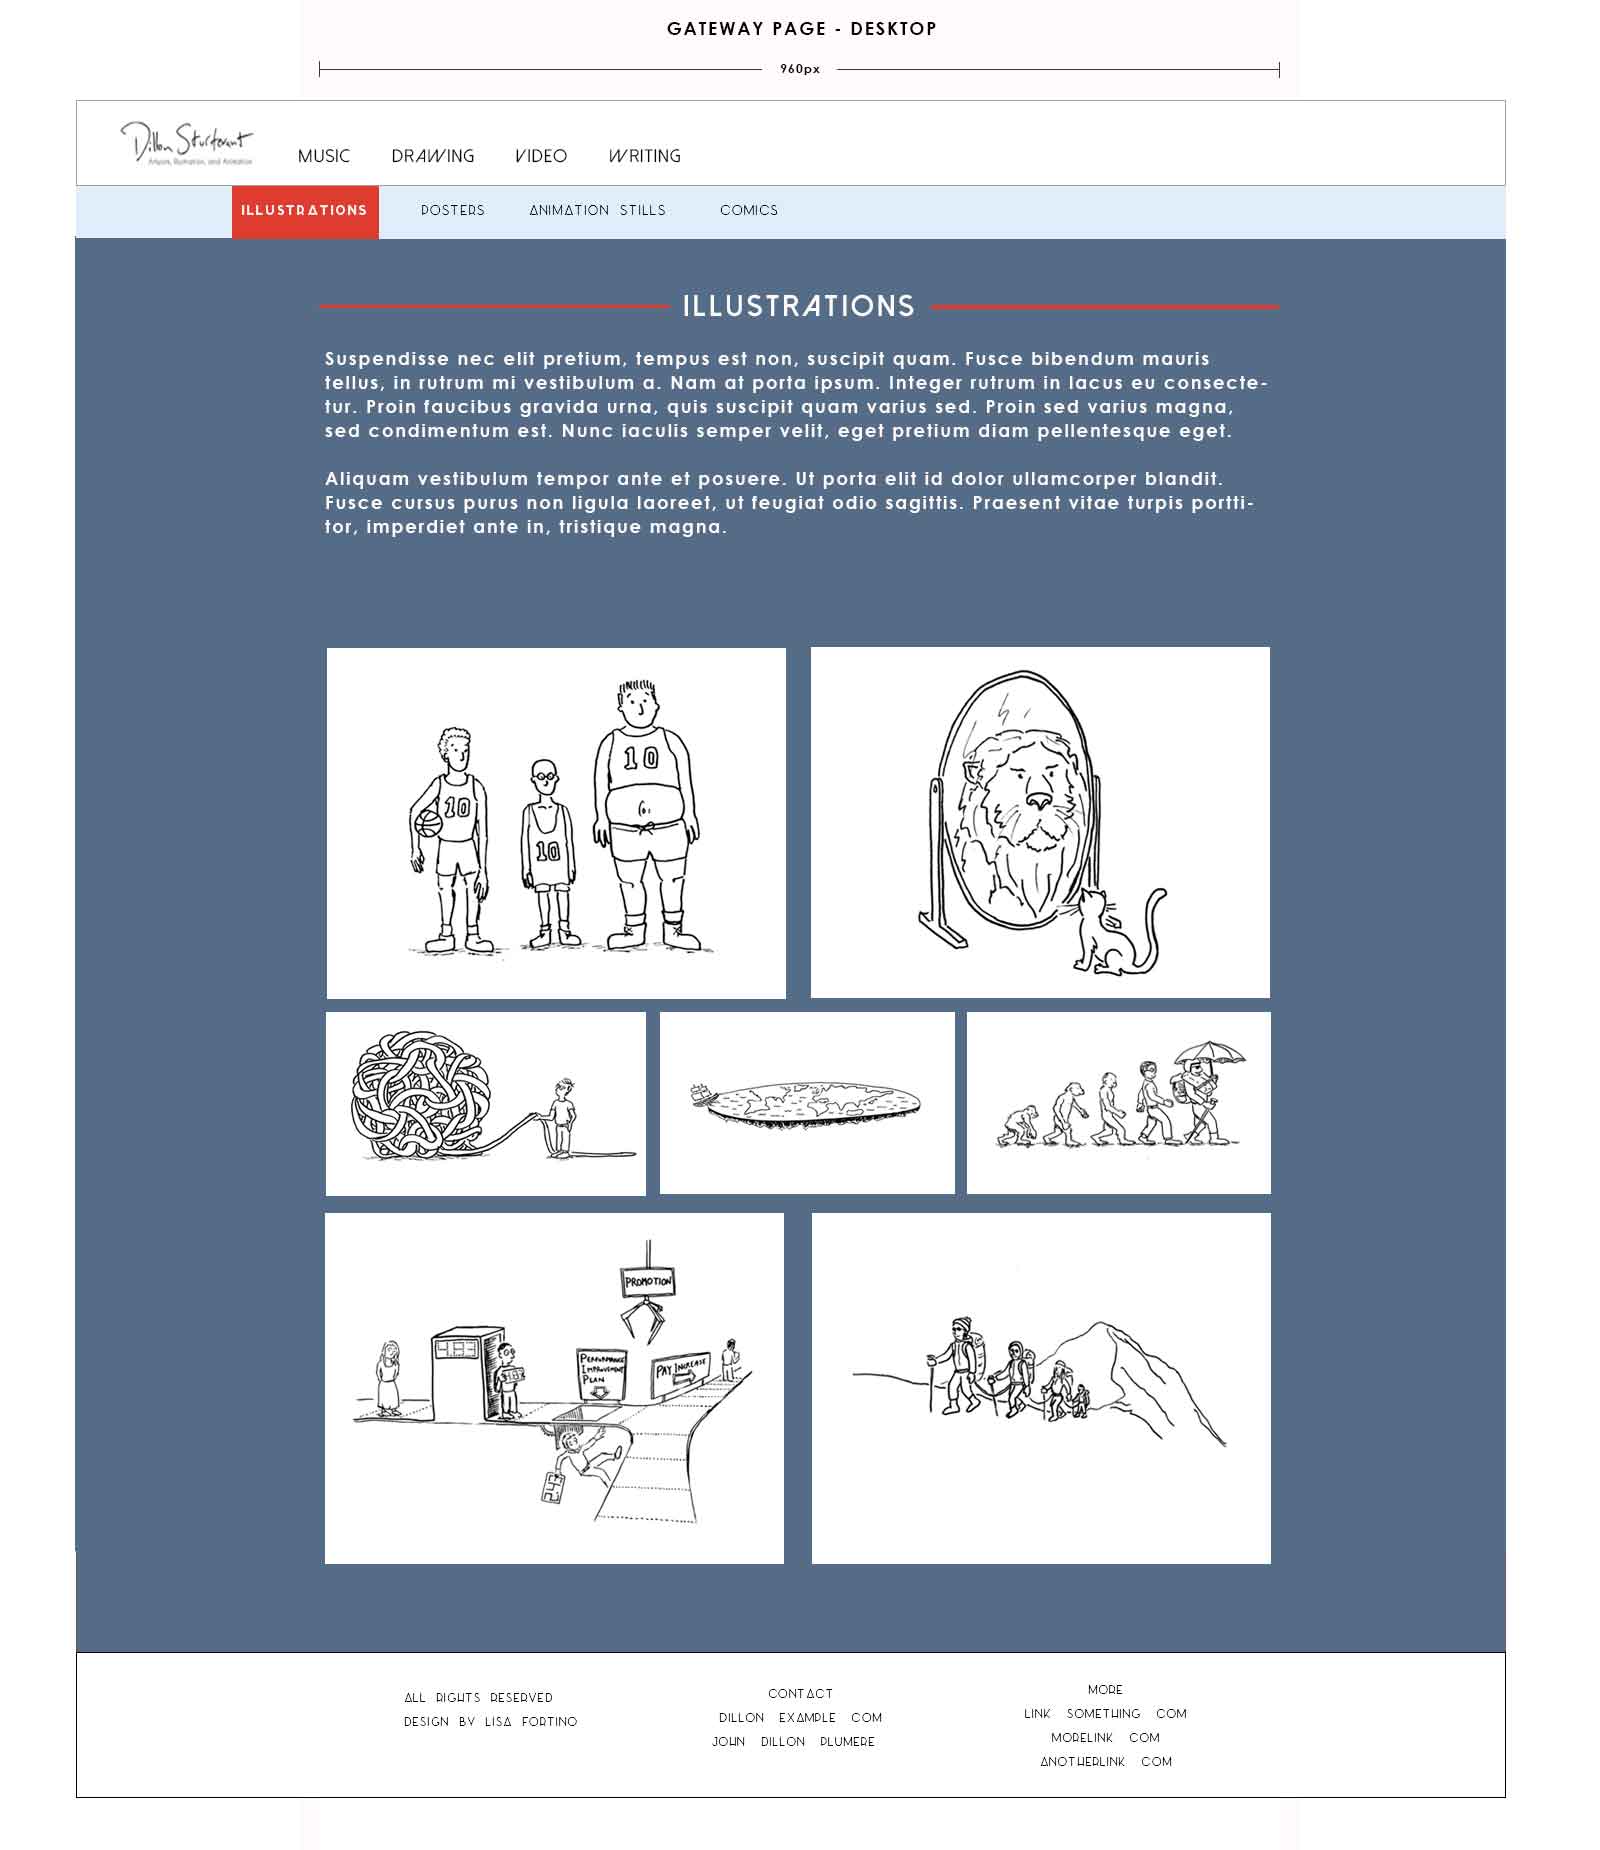 GATEWAY PAGE - DESKTOP
960px
Dillon Sturtevant
Artwork, Illustration, and Animation
MUSIC DRAWING VIDEO WRITING
ILLUSTRATIONS POSTERS ANIMATION STILLS COMICS
ILLUSTRATIONS
Suspendisse nec elit pretium, tempus est non, suscipit quam. Fusce bibendum mauris
tellus, in rutrum mi vestibulum a. Nam at porta ipsum. Integer rutrum in lacus eu consecte-
tur. Proin faucibus gravida urna, quis suscipit quam varius sed. Proin sed varius magna,
sed condimentum est. Nunc iaculis semper velit, eget pretium diam pellentesque eget.
Aliquam vestibulum tempor ante et posuere. Ut porta elit id dolor ullamcorper blandit.
Fusce cursus purus non ligula laoreet, ut feugiat odio sagittis. Praesent vitae turpis portti-
tor, imperdiet ante in, tristique magna.
10
10
10
PROMOTION
4.83
PERFORMANCE
IMPROVEMENT
PLAN
PAY INCREASE
ALL RIGHTS RESERVED
DESIGN BY LISA FORTINO
CONTACT
DILLON EXAMPLE COM
JOHN DILLON PLUMERE
MORE
LINK SOMETHING COM
MORELINK COM
ANOTHERLINK COM